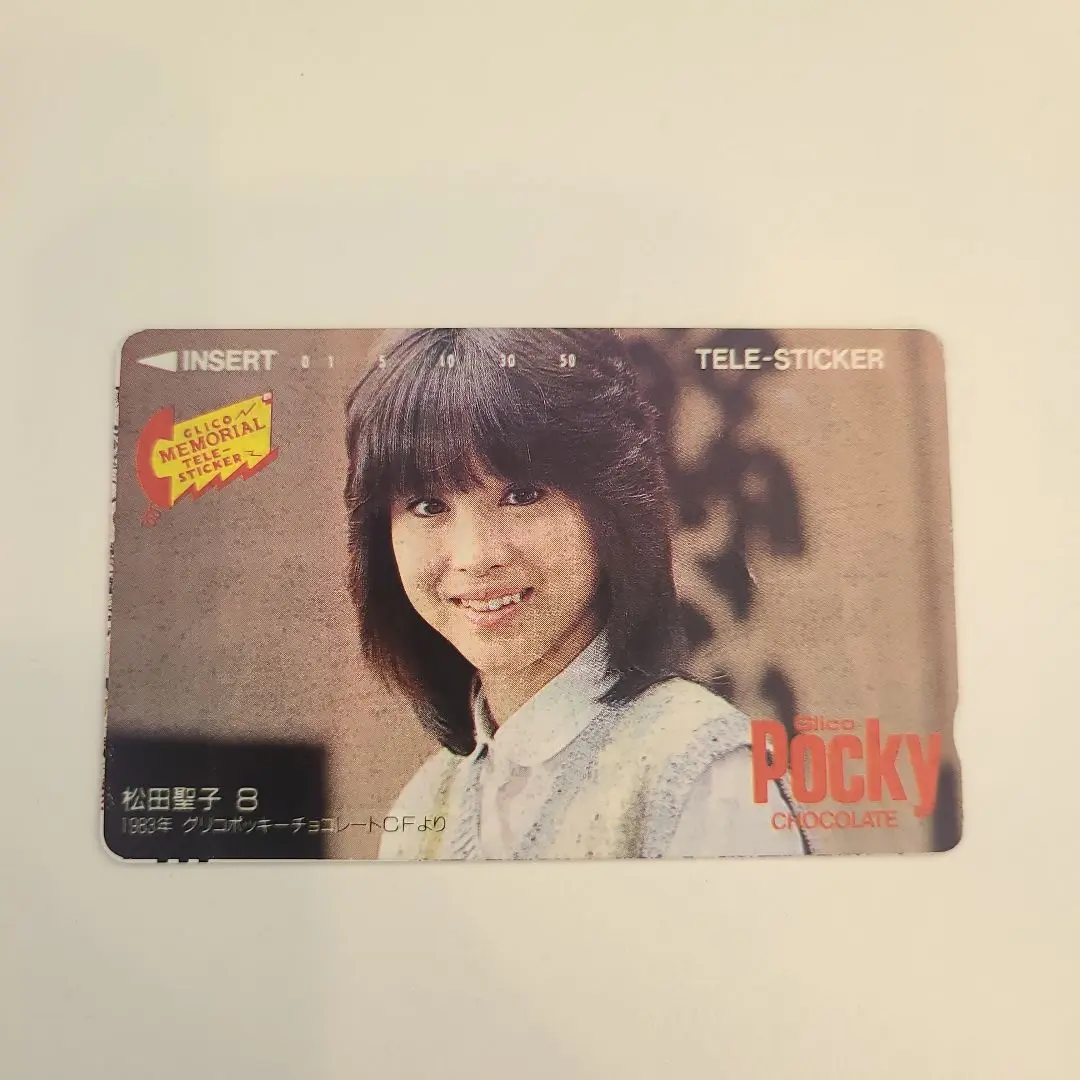 INSERT 0 1 5 10 30 50 TELE-STICKER
GLICO
MEMORIAL
TELE-
STICKER
Glico
Pocky
CHOCOLATE
松田聖子 8
1983年 グリコポッキーチョコレートCFより